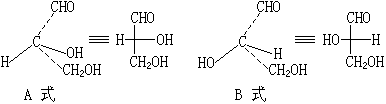 CHO CHO CHO CHO
C OH ≡ H OH C H ≡ HO H
H CH₂OH CH₂OH HO CH₂OH CH₂OH
A 式 B 式